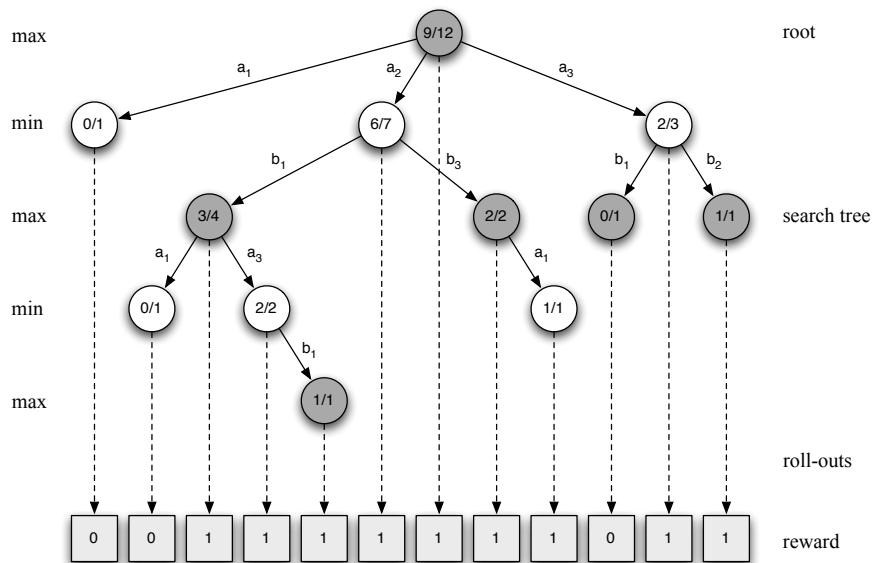 max 9/12 root
a1 a2 a3
min 0/1 6/7 2/3
b1 b3 b1 b2
max 3/4 2/2 0/1 1/1 search tree
a1 a3 a1
min 0/1 2/2 1/1
b1
max 1/1
roll-outs
0 0 1 1 1 1 1 1 1 0 1 1 reward